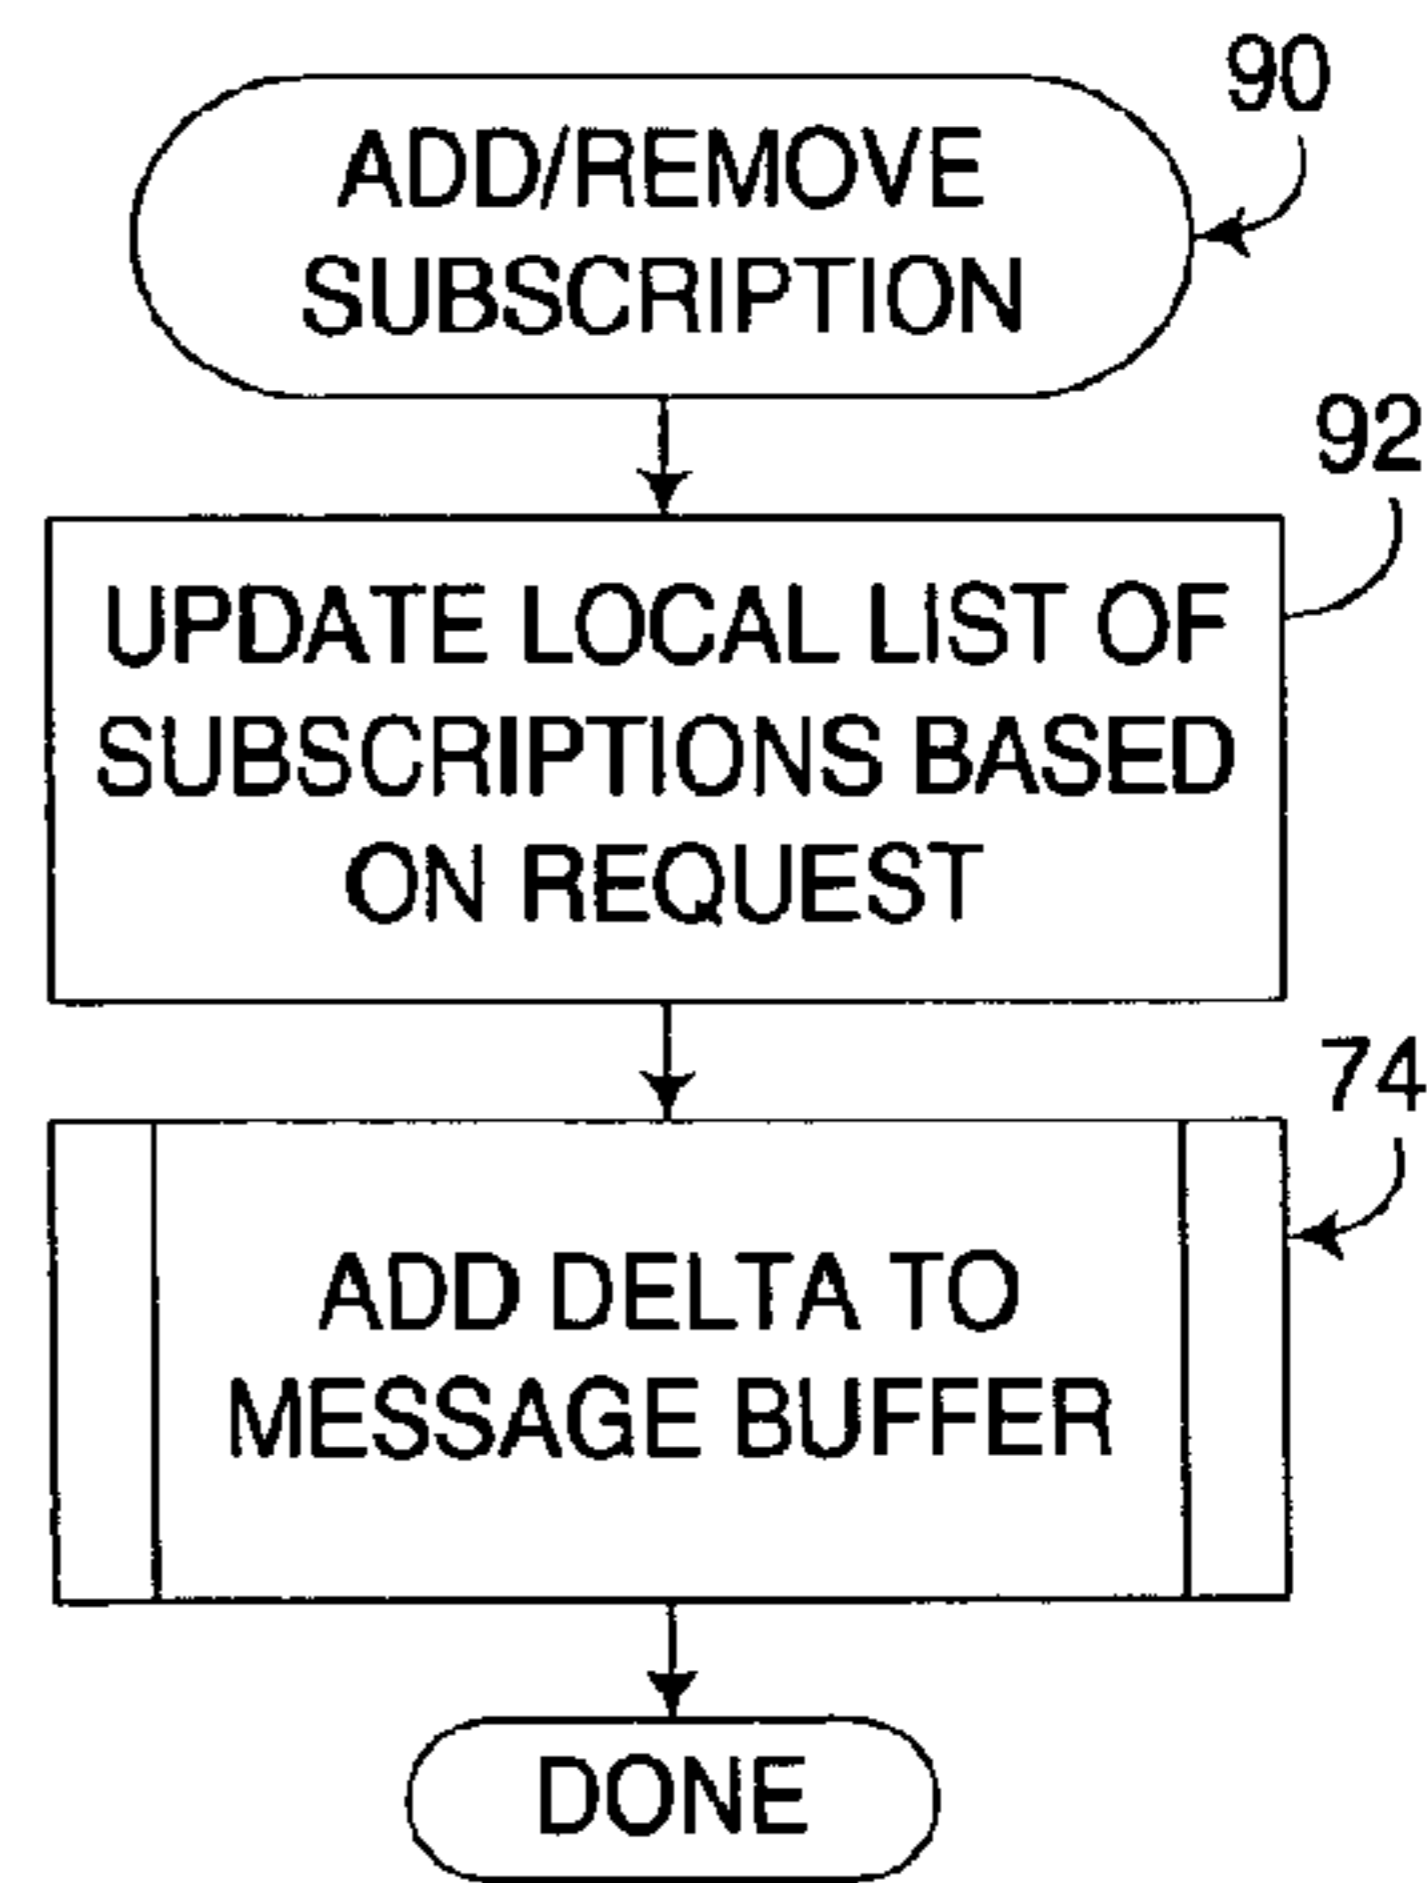 90
ADD/REMOVE
SUBSCRIPTION
92
UPDATE LOCAL LIST OF
SUBSCRIPTIONS BASED
ON REQUEST
74
ADD DELTA TO
MESSAGE BUFFER
DONE